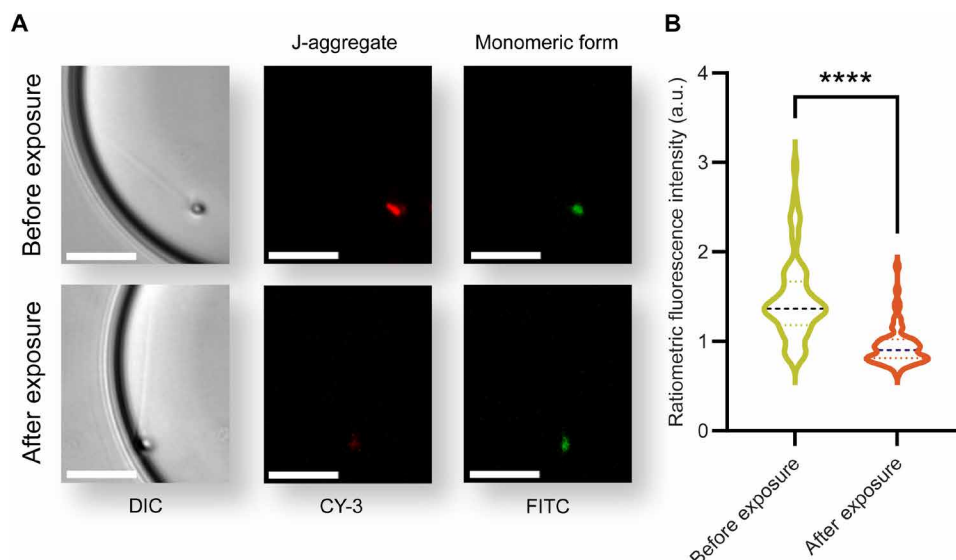 A
J-aggregate
Monomeric form
Before exposure
After exposure
DIC
CY-3
FITC
B
Ratiometric fluorescence intensity (a.u.)
4
3
2
1
0
****
Before exposure
After exposure